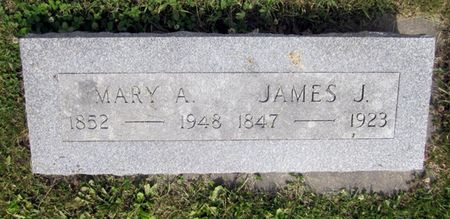 MARY A. JAMES J.
1852 — 1948 1847 — 1923